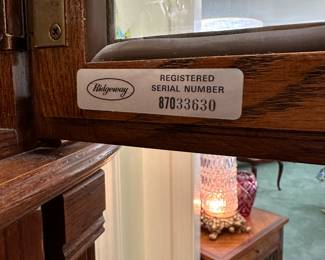 Ridgeway
REGISTERED
SERIAL NUMBER
87033630